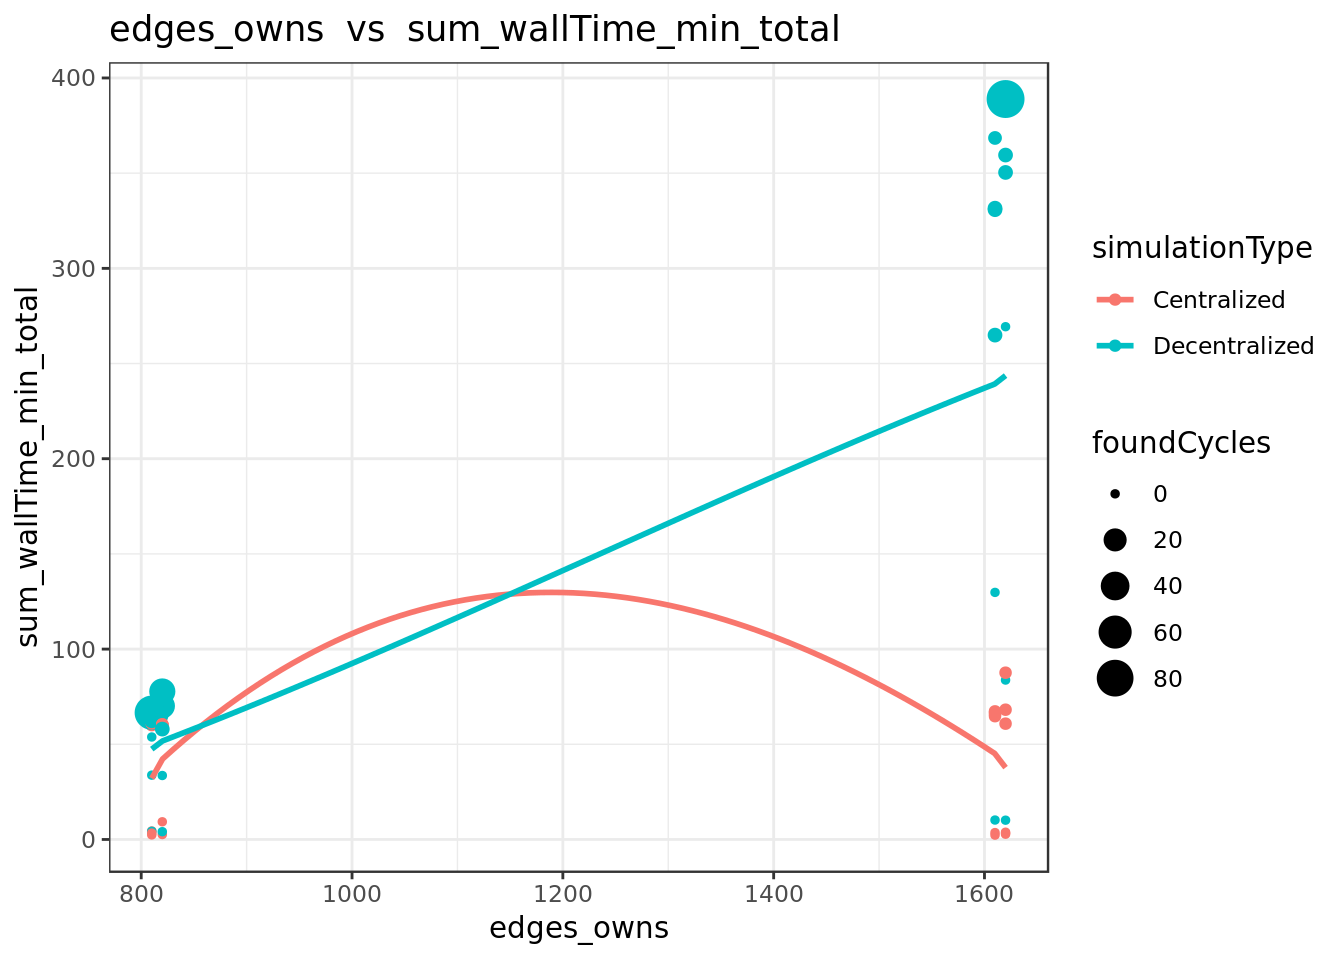 edges_owns  vs  sum_wallTime_min_total
400
300
200
100
0
sum_wallTime_min_total
800
1000
1200
1400
1600
edges_owns
simulationType
Centralized
Decentralized
foundCycles
0
20
40
60
80